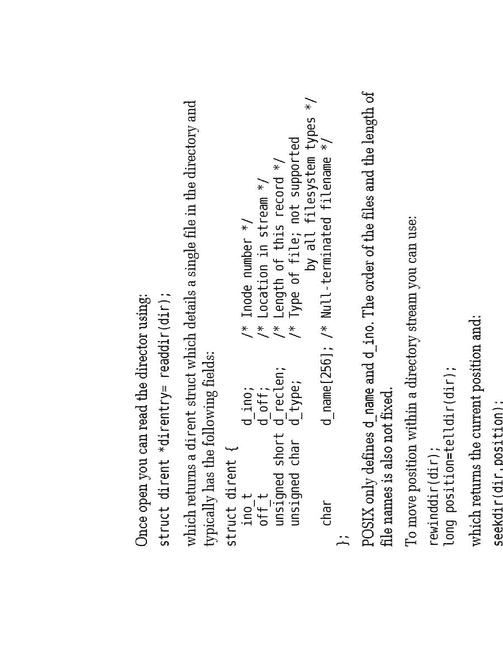 Once open you can read the director using:
struct dirent *direntry= readdir(dir);
which returns a dirent struct which details a single file in the directory and
typically has the following fields:
struct dirent {
ino_t d_ino; /* Inode number */
off_t d_off; /* Location in stream */
unsigned short d_reclen; /* Length of this record */
unsigned char d_type; /* Type of file; not supported
by all filesystem types */
char d_name[256]; /* Null-terminated filename */
};
POSIX only defines d_name and d_ino. The order of the files and the length of
file names is also not fixed.
To move position within a directory stream you can use:
rewinddir(dir);
long position=telldir(dir);
which returns the current position and:
seekdir(dir,position);